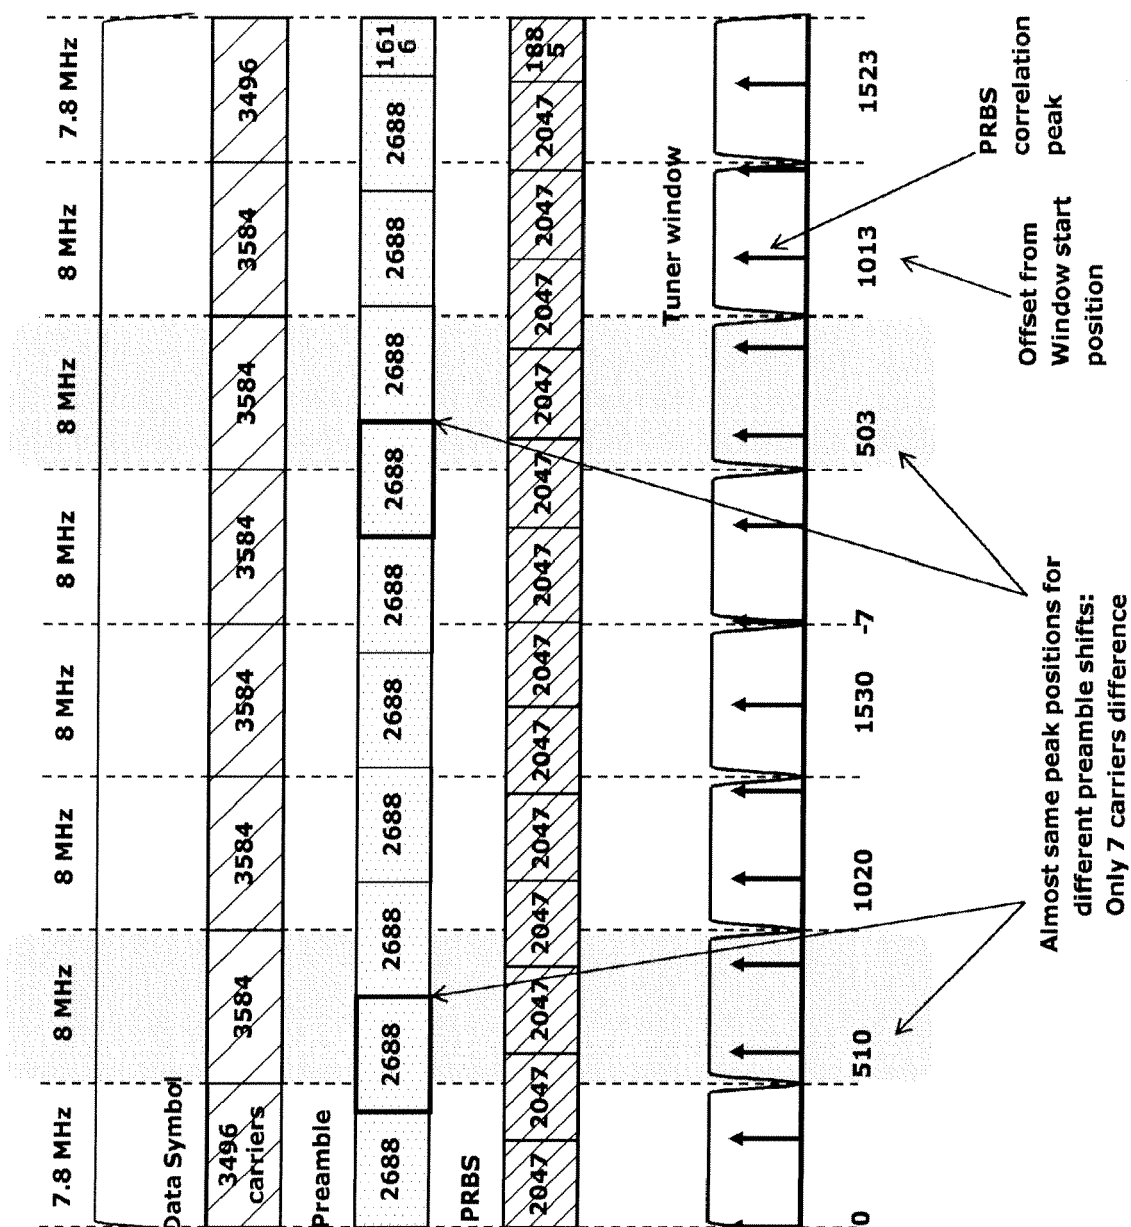 7.8 MHz 8 MHz 8 MHz 8 MHz 8 MHz 8 MHz 8 MHz 7.8 MHz
Data Symbol
3496 3584 3584 3584 3584 3584 3584 3496
carriers
Preamble
2688 2688 2688 2688 2688 2688 2688 2688 2688 2688 161
6
PRBS
2047 2047 2047 2047 2047 2047 2047 2047 2047 2047 2047 2047 2047 188
5
Tuner window
0 510 1020 1530 -7 503 1013 1523
PRBS
correlation
peak
Offset from
Window start
position
Almost same peak positions for
different preamble shifts:
Only 7 carriers difference